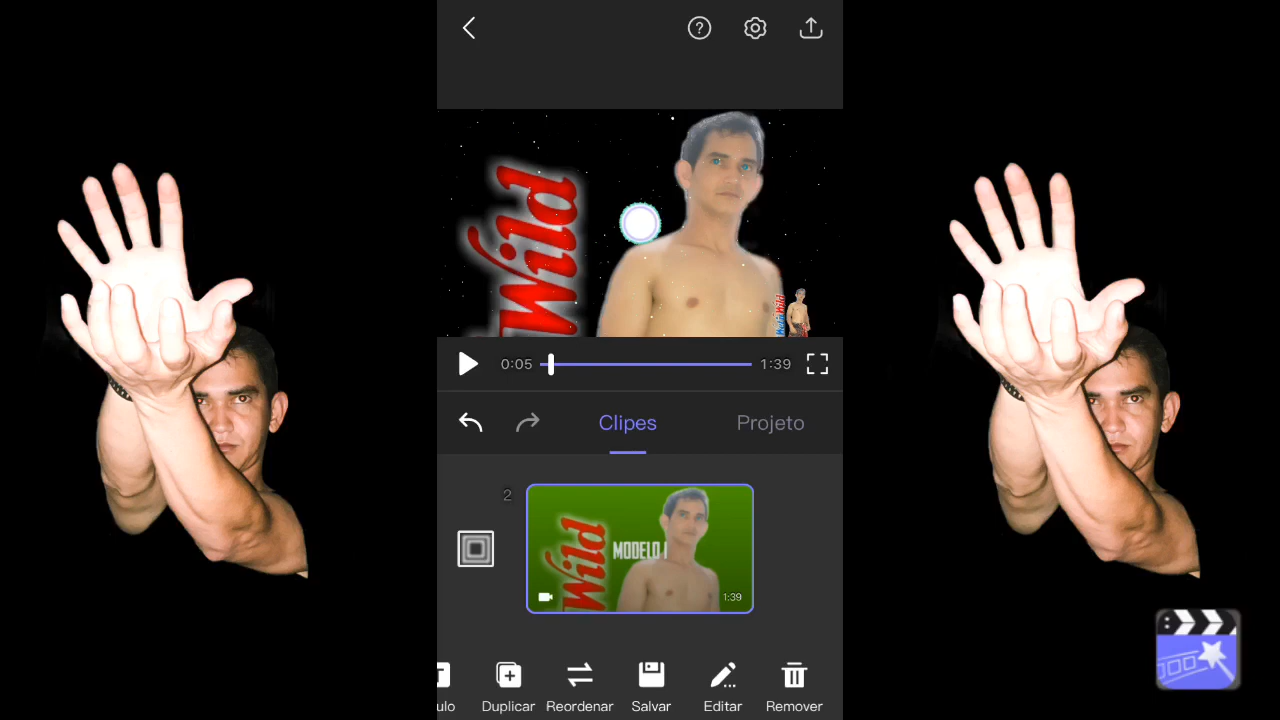 Wild
0:05
1:39
Clipes
Projeto
2
Wild
MODELO
1:39
ulo
Duplicar
Reordenar
Salvar
Editar
Remover